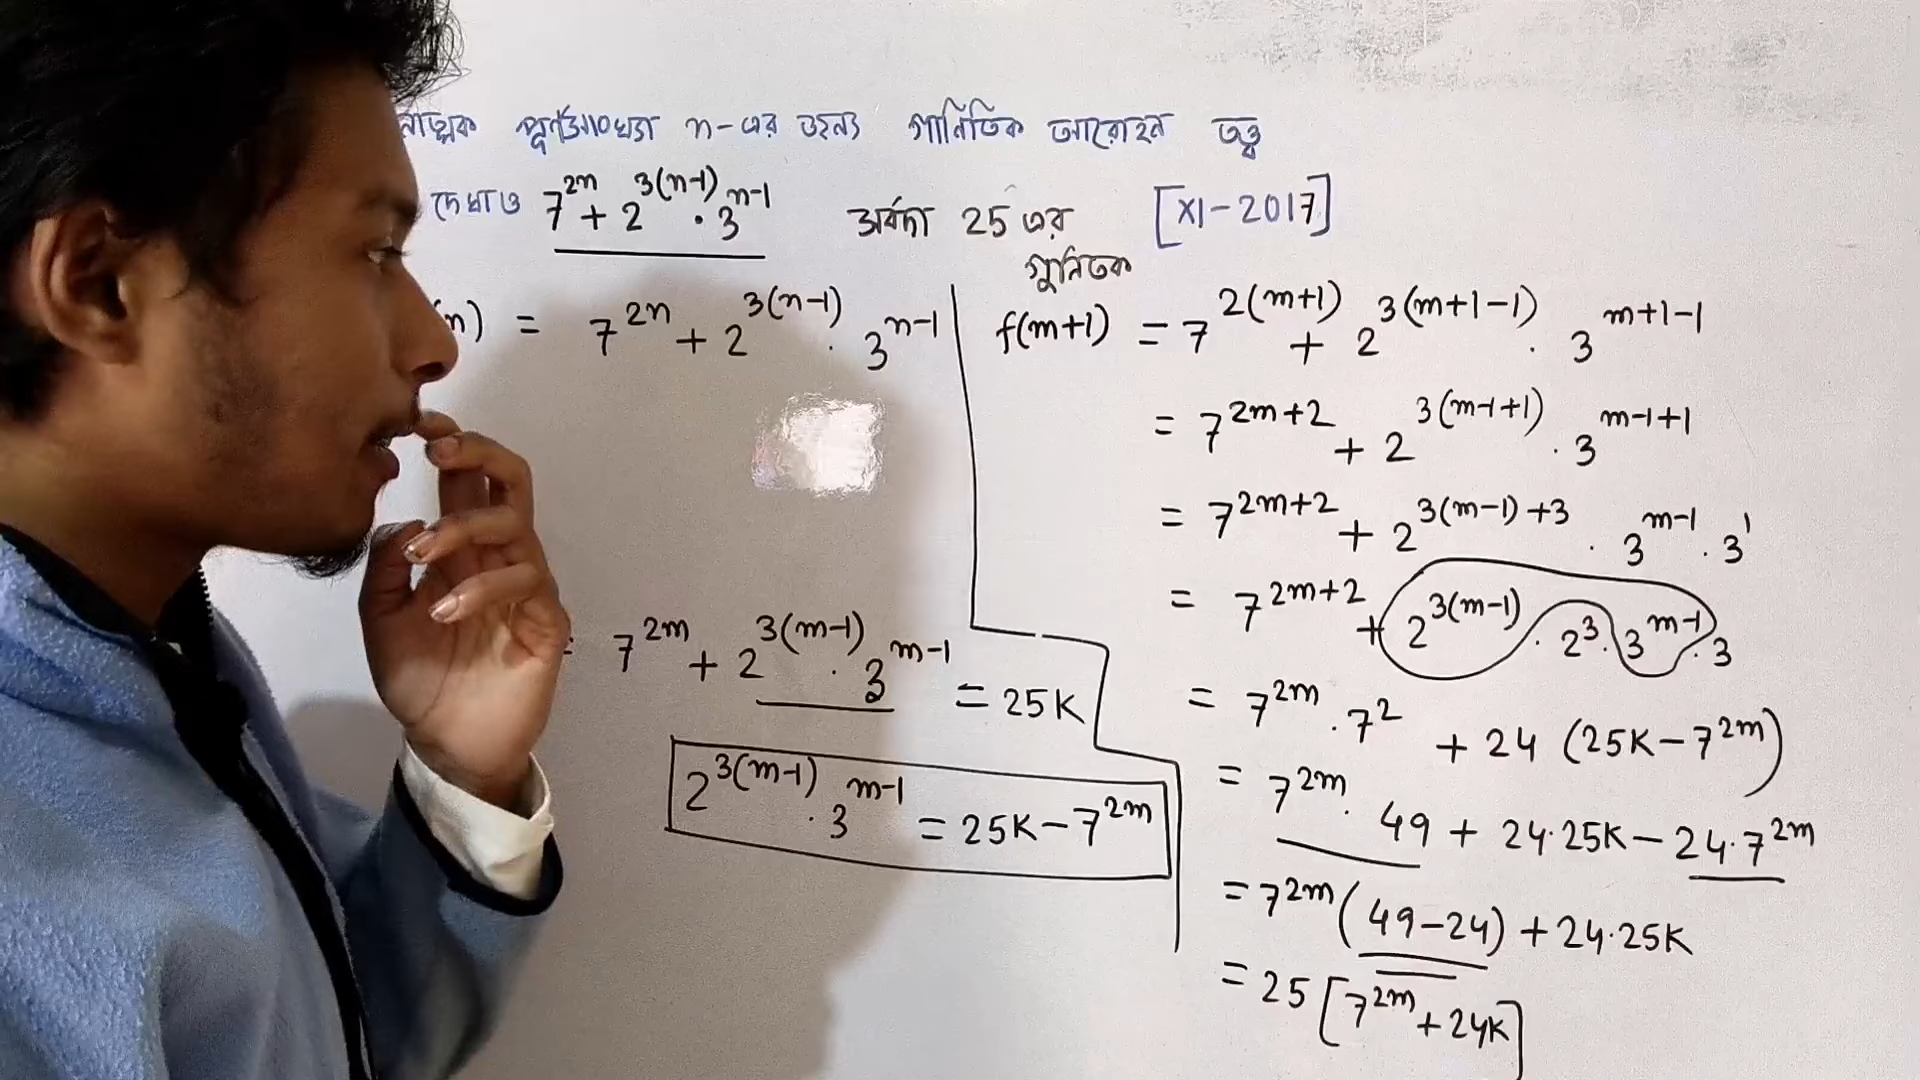 পূর্ণসংখ্যা n-এর জন্য গানিতিক আরোহন তত্ত্ব
দেখাও 7^{2n} + 2^{3(n-1)} · 3^{n-1} সর্বদা 25 এর [XI-2017]
গুনিতক
(n) = 7^{2n} + 2^{3(n-1)} · 3^{n-1}
= 7^{2m} + 2^{3(m-1)} · 3^{m-1} = 25K
2^{3(m-1)} · 3^{m-1} = 25K - 7^{2m}
f(m+1) = 7^{2(m+1)} + 2^{3(m+1-1)} · 3^{m+1-1}
= 7^{2m+2} + 2^{3(m-1+1)} · 3^{m-1+1}
= 7^{2m+2} + 2^{3(m-1)+3} · 3^{m-1} · 3^{1}
= 7^{2m+2} + 2^{3(m-1)} · 2^{3} · 3^{m-1} · 3
= 7^{2m} · 7^{2} + 24 (25K - 7^{2m})
= 7^{2m} · 49 + 24·25K - 24·7^{2m}
= 7^{2m} (49-24) + 24·25K
= 25 [7^{2m} + 24K]